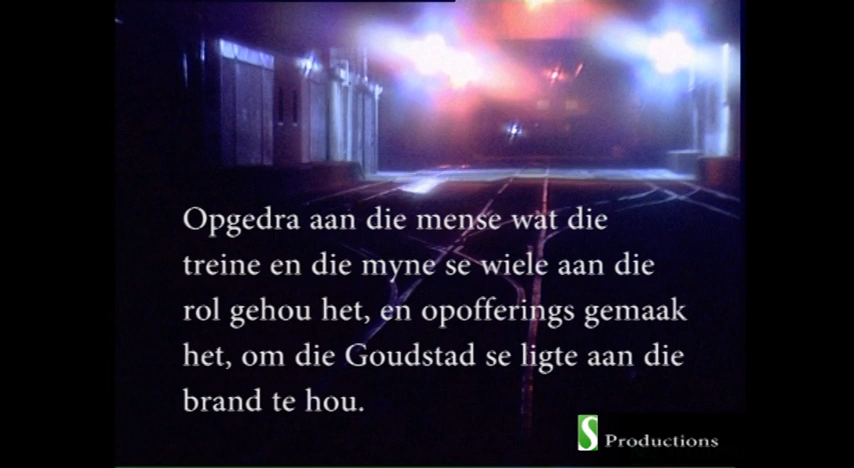 Opgedra aan die mense wat die
treine en die myne se wiele aan die
rol gehou het, en opofferings gemaak
het, om die Goudstad se ligte aan die
brand te hou.
S Productions